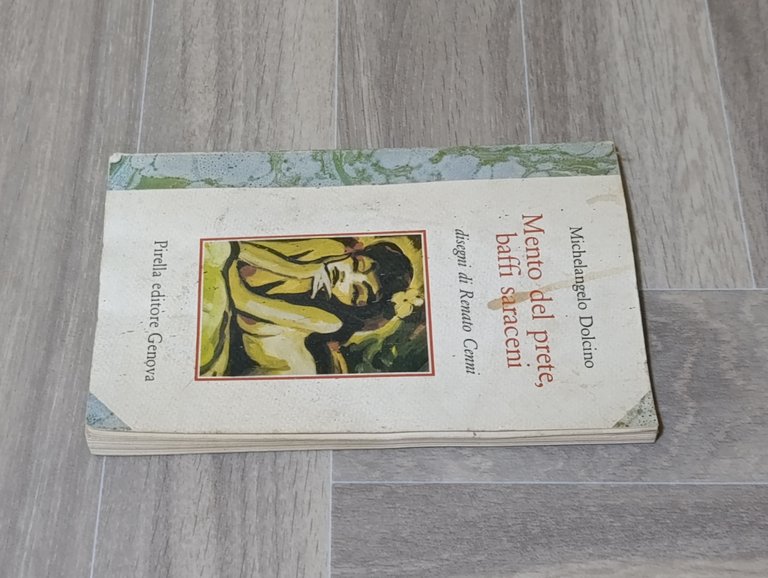 Michelangelo Dolcino
Mento del prete,
baffi saraceni
disegni di Renato Cenni
Pirella editore Genova